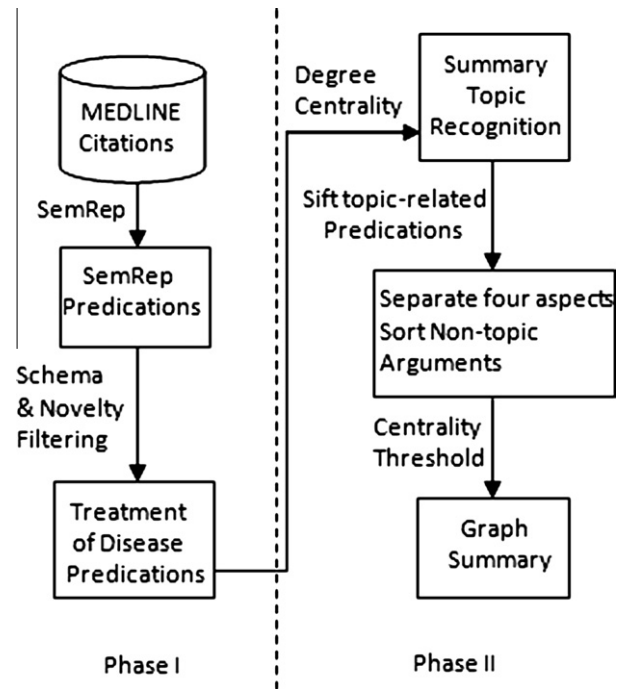 MEDLINE
Citations
SemRep
SemRep
Predications
Schema
& Novelty
Filtering
Treatment
of Disease
Predications
Phase I
Degree
Centrality
Summary
Topic
Recognition
Sift topic-related
Predications
Separate four aspects
Sort Non-topic
Arguments
Centrality
Threshold
Graph
Summary
Phase II